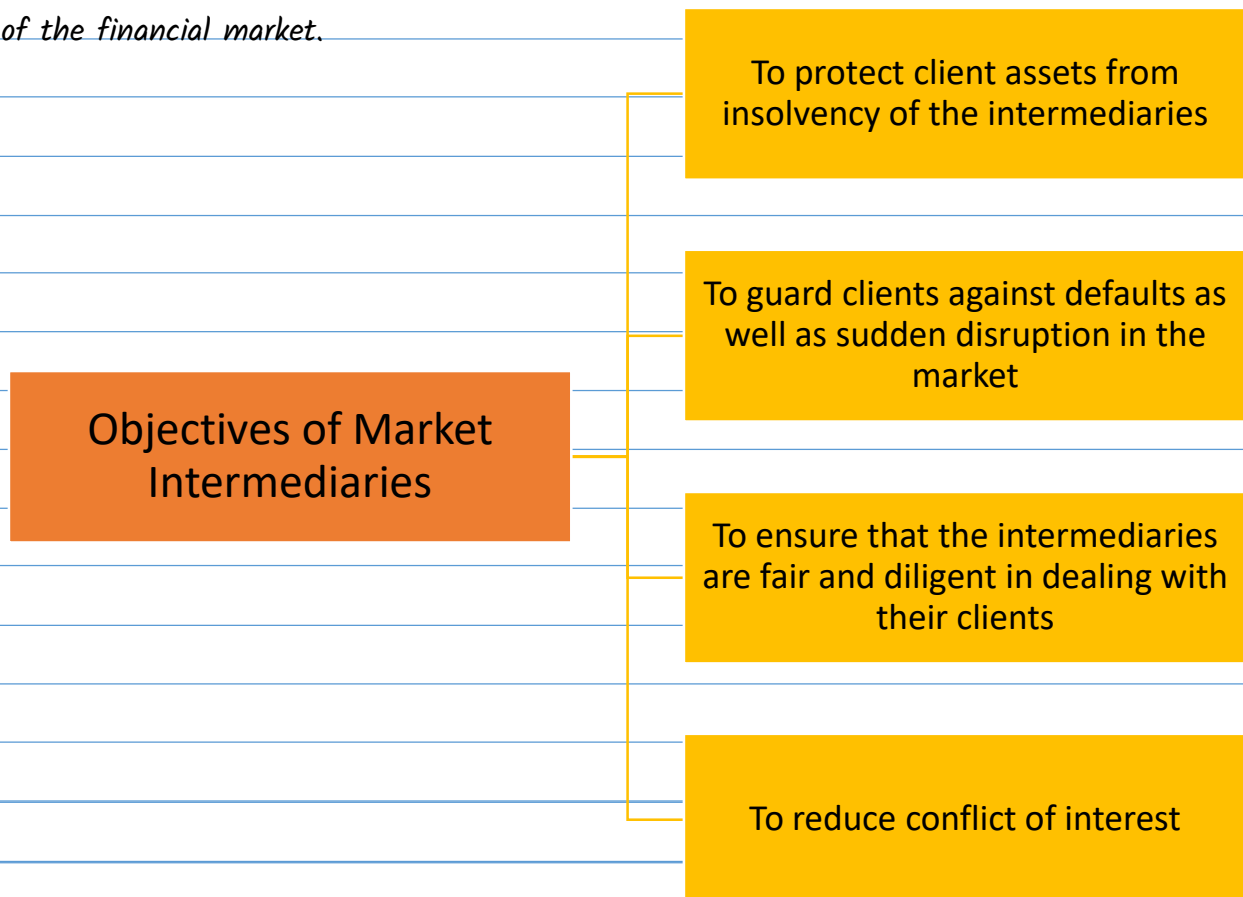 of the financial market.
To protect client assets from
insolvency of the intermediaries
To guard clients against defaults as
well as sudden disruption in the
market
Objectives of Market
Intermediaries
To ensure that the intermediaries
are fair and diligent in dealing with
their clients
To reduce conflict of interest